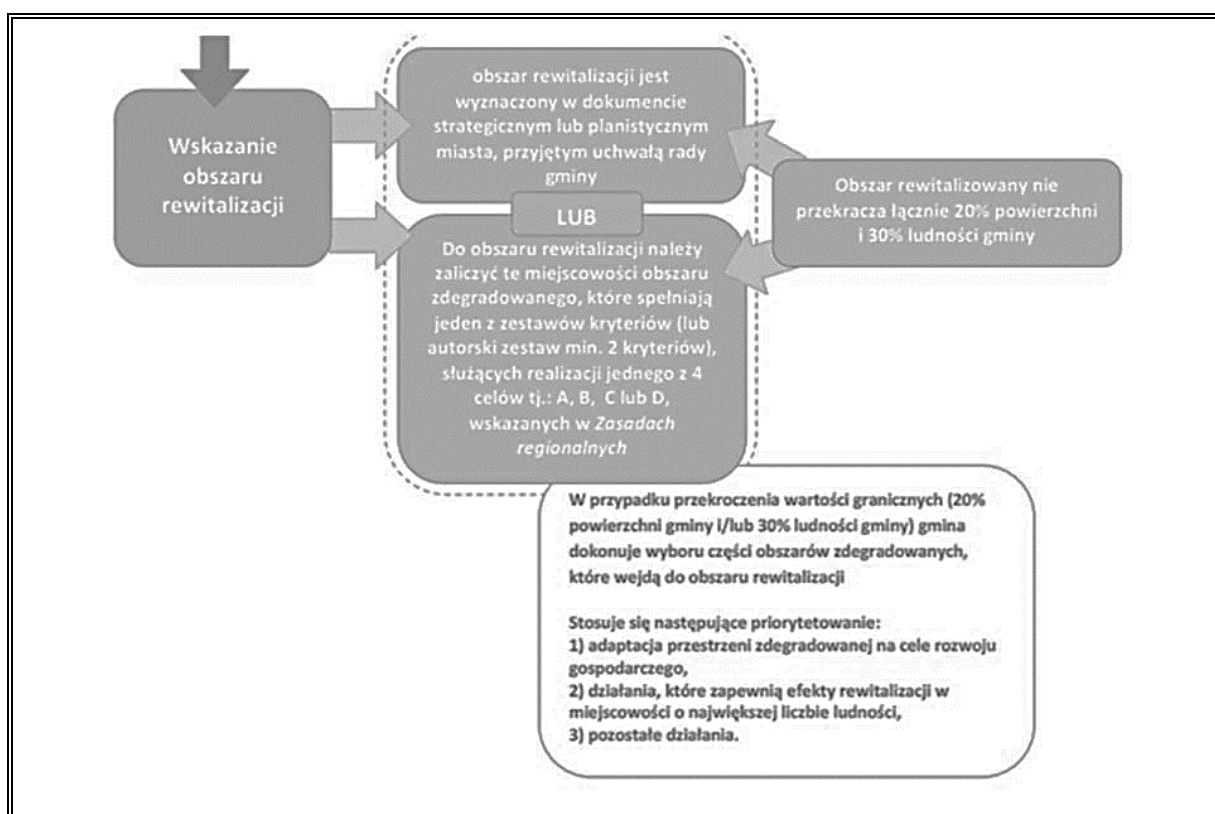 Wskazanie
obszaru
rewitalizacji
obszar rewitalizacji jest
wyznaczony w dokumencie
strategicznym lub planistycznym
miasta, przyjętym uchwałą rady
gminy
LUB
Do obszaru rewitalizacji należy
zaliczyć te miejscowości obszaru
zdegradowanego, które spełniają
jeden z zestawów kryteriów (lub
autorski zestaw min. 2 kryteriów),
służących realizacji jednego z 4
celów tj.: A, B, C lub D,
wskazanych w Zasadach
regionalnych
Obszar rewitalizowany nie
przekracza łącznie 20% powierzchni
i 30% ludności gminy
W przypadku przekroczenia wartości granicznych (20%
powierzchni gminy i/lub 30% ludności gminy) gmina
dokonuje wyboru części obszarów zdegradowanych,
które wejdą do obszaru rewitalizacji
Stosuje się następujące priorytetowanie:
1) adaptacja przestrzeni zdegradowanej na cele rozwoju
gospodarczego,
2) działania, które zapewnią efekty rewitalizacji w
miejscowości o największej liczbie ludności,
3) pozostałe działania.